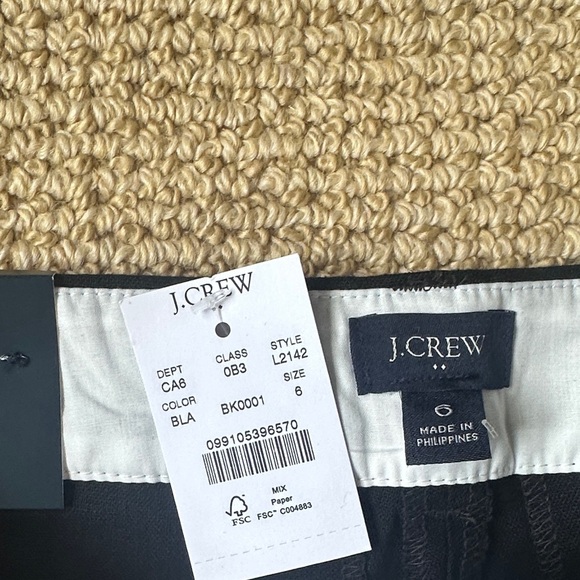 J.CREW
DEPT CLASS STYLE
CA6 0B3 L2142
COLOR SIZE
BLA BK0001 6
099105396570
FSC
MIX
Paper
FSC™ C004883
J.CREW
6
MADE IN
PHILIPPINES